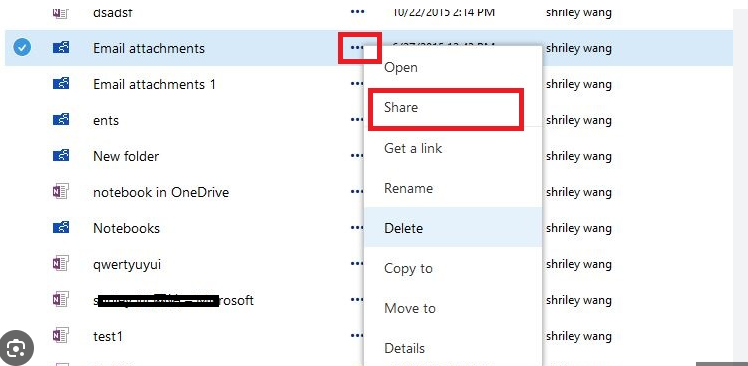 dsadsf 10/22/2015 2:14 PM shriley wang
Email attachments ••• shriley wang
Open
Email attachments 1 shriley wang
Share
ents shriley wang
Get a link
New folder shriley wang
Rename
notebook in OneDrive shriley wang
Notebooks Delete shriley wang
qwertyuyui Copy to shriley wang
rosoft shriley wang
Move to
test1 shriley wang
Details